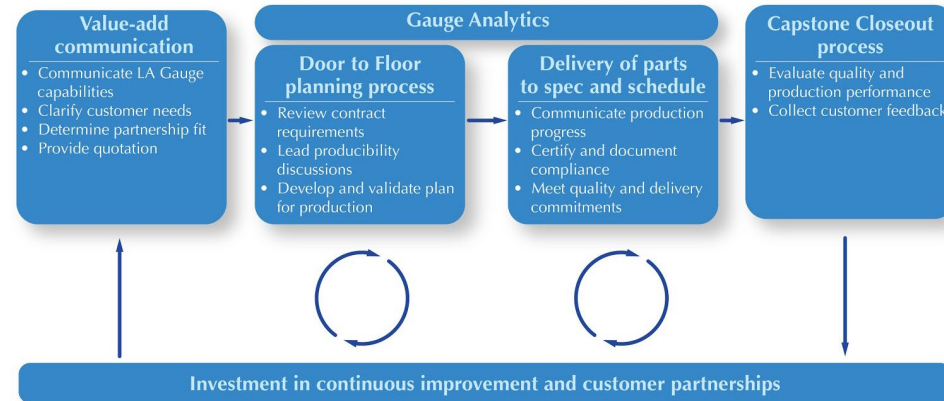 Value-add
communication
• Communicate LA Gauge
capabilities
• Clarify customer needs
• Determine partnership fit
• Provide quotation
Gauge Analytics
Door to Floor
planning process
• Review contract
requirements
• Lead producibility
discussions
• Develop and validate plan
for production
Delivery of parts
to spec and schedule
• Communicate production
progress
• Certify and document
compliance
• Meet quality and delivery
commitments
Capstone Closeout
process
• Evaluate quality and
production performance
• Collect customer feedback
Investment in continuous improvement and customer partnerships